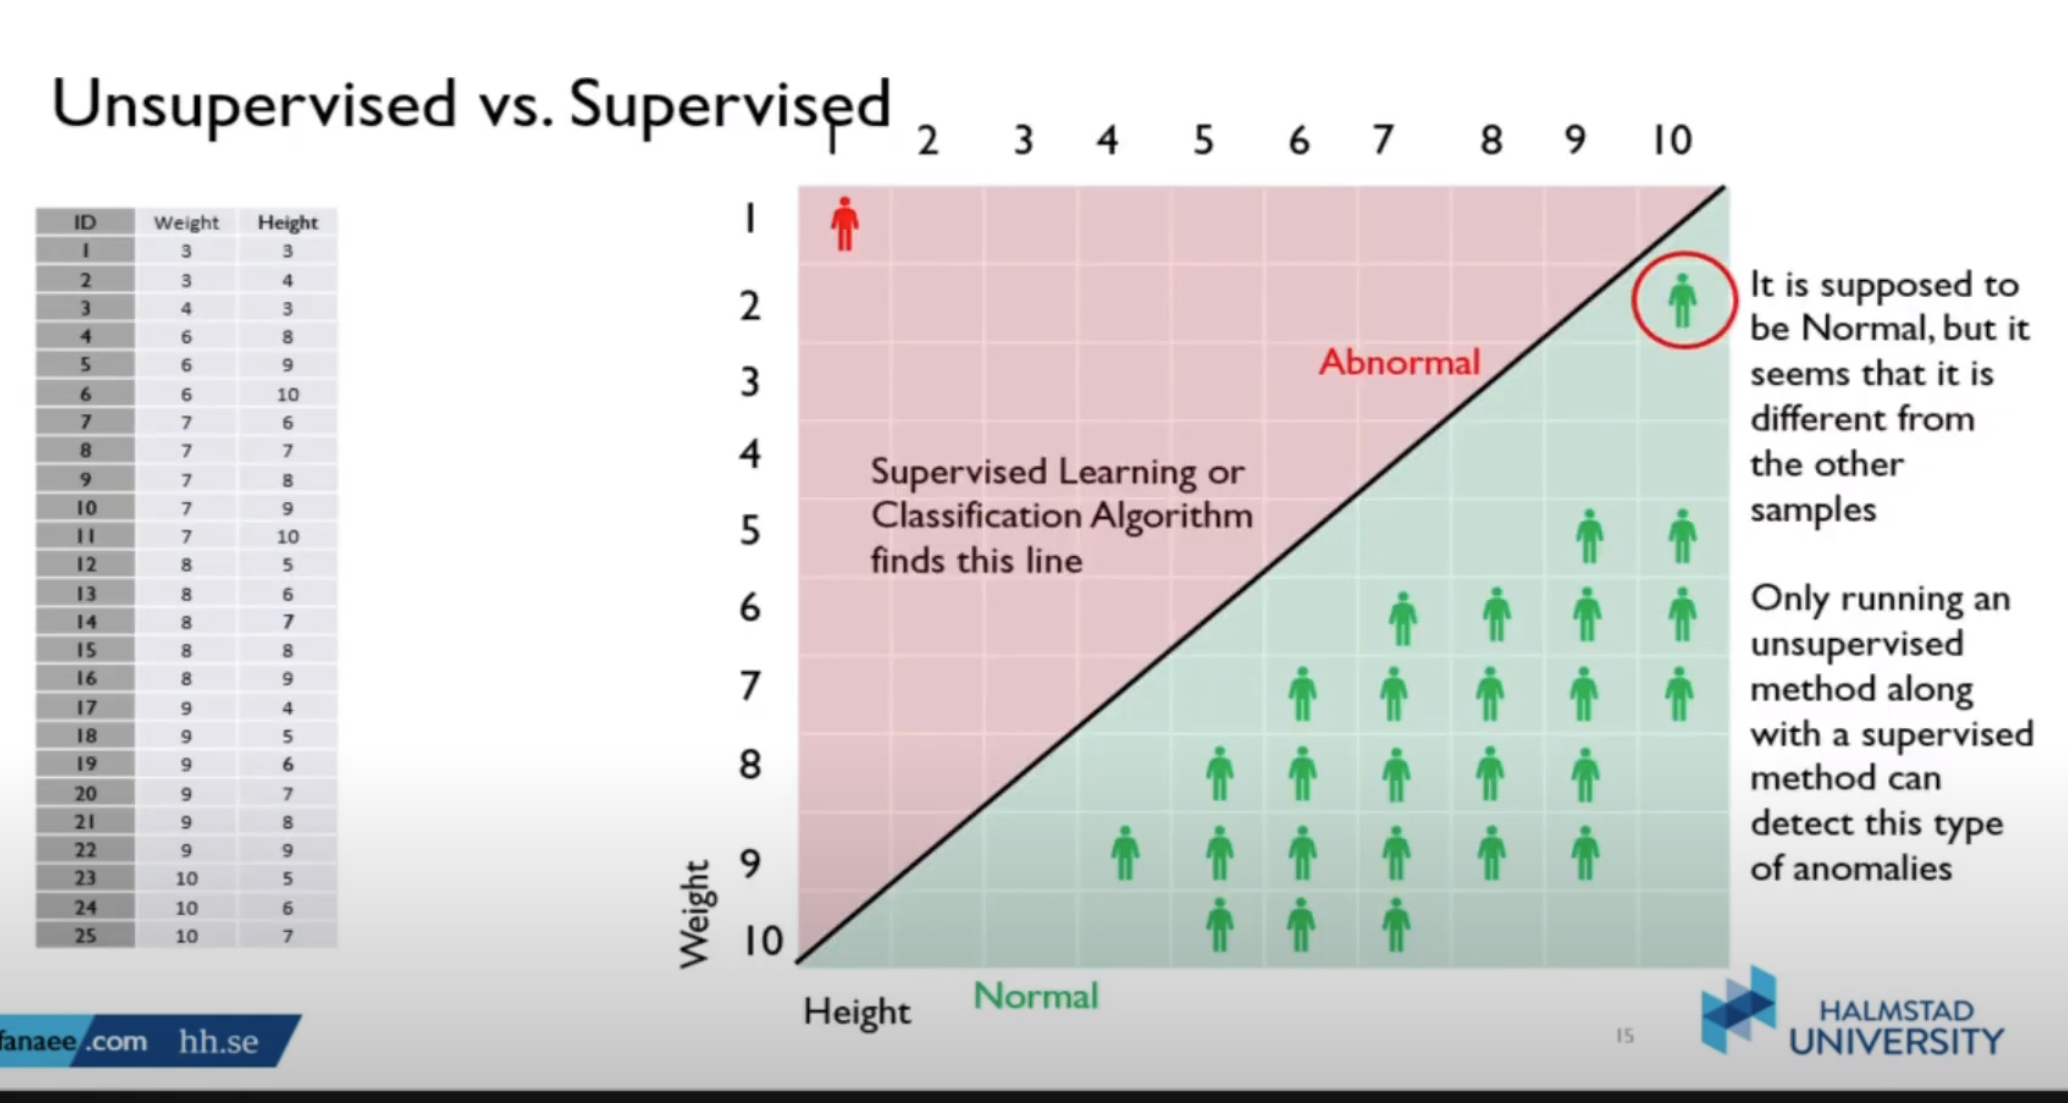 Unsupervised vs. Supervised
1 2 3 4 5 6 7 8 9 10
ID Weight Height
1 3 3
2 3 4
3 4 3
4 6 8
5 6 9
6 6 10
7 7 6
8 7 7
9 7 8
10 7 9
11 7 10
12 8 5
13 8 6
14 8 7
15 8 8
16 8 9
17 9 4
18 9 5
19 9 6
20 9 7
21 9 8
22 9 9
23 10 5
24 10 6
25 10 7
1
2
3
4
5
6
7
8
9
10
Weight
Height
Abnormal
Supervised Learning or
Classification Algorithm
finds this line
Normal
It is supposed to
be Normal, but it
seems that it is
different from
the other
samples
Only running an
unsupervised
method along
with a supervised
method can
detect this type
of anomalies
fanaee.com hh.se
15
HALMSTAD
UNIVERSITY